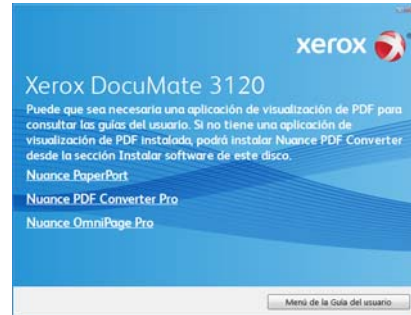 xerox
Xerox DocuMate 3120
Puede que sea necesaria una aplicación de visualización de PDF para
consultar las guías del usuario. Si no tiene una aplicación de
visualización de PDF instalada, podrá instalar Nuance PDF Converter
desde la sección Instalar software de este disco.
Nuance PaperPort
Nuance PDF Converter Pro
Nuance OmniPage Pro
Menú de la Guía del usuario